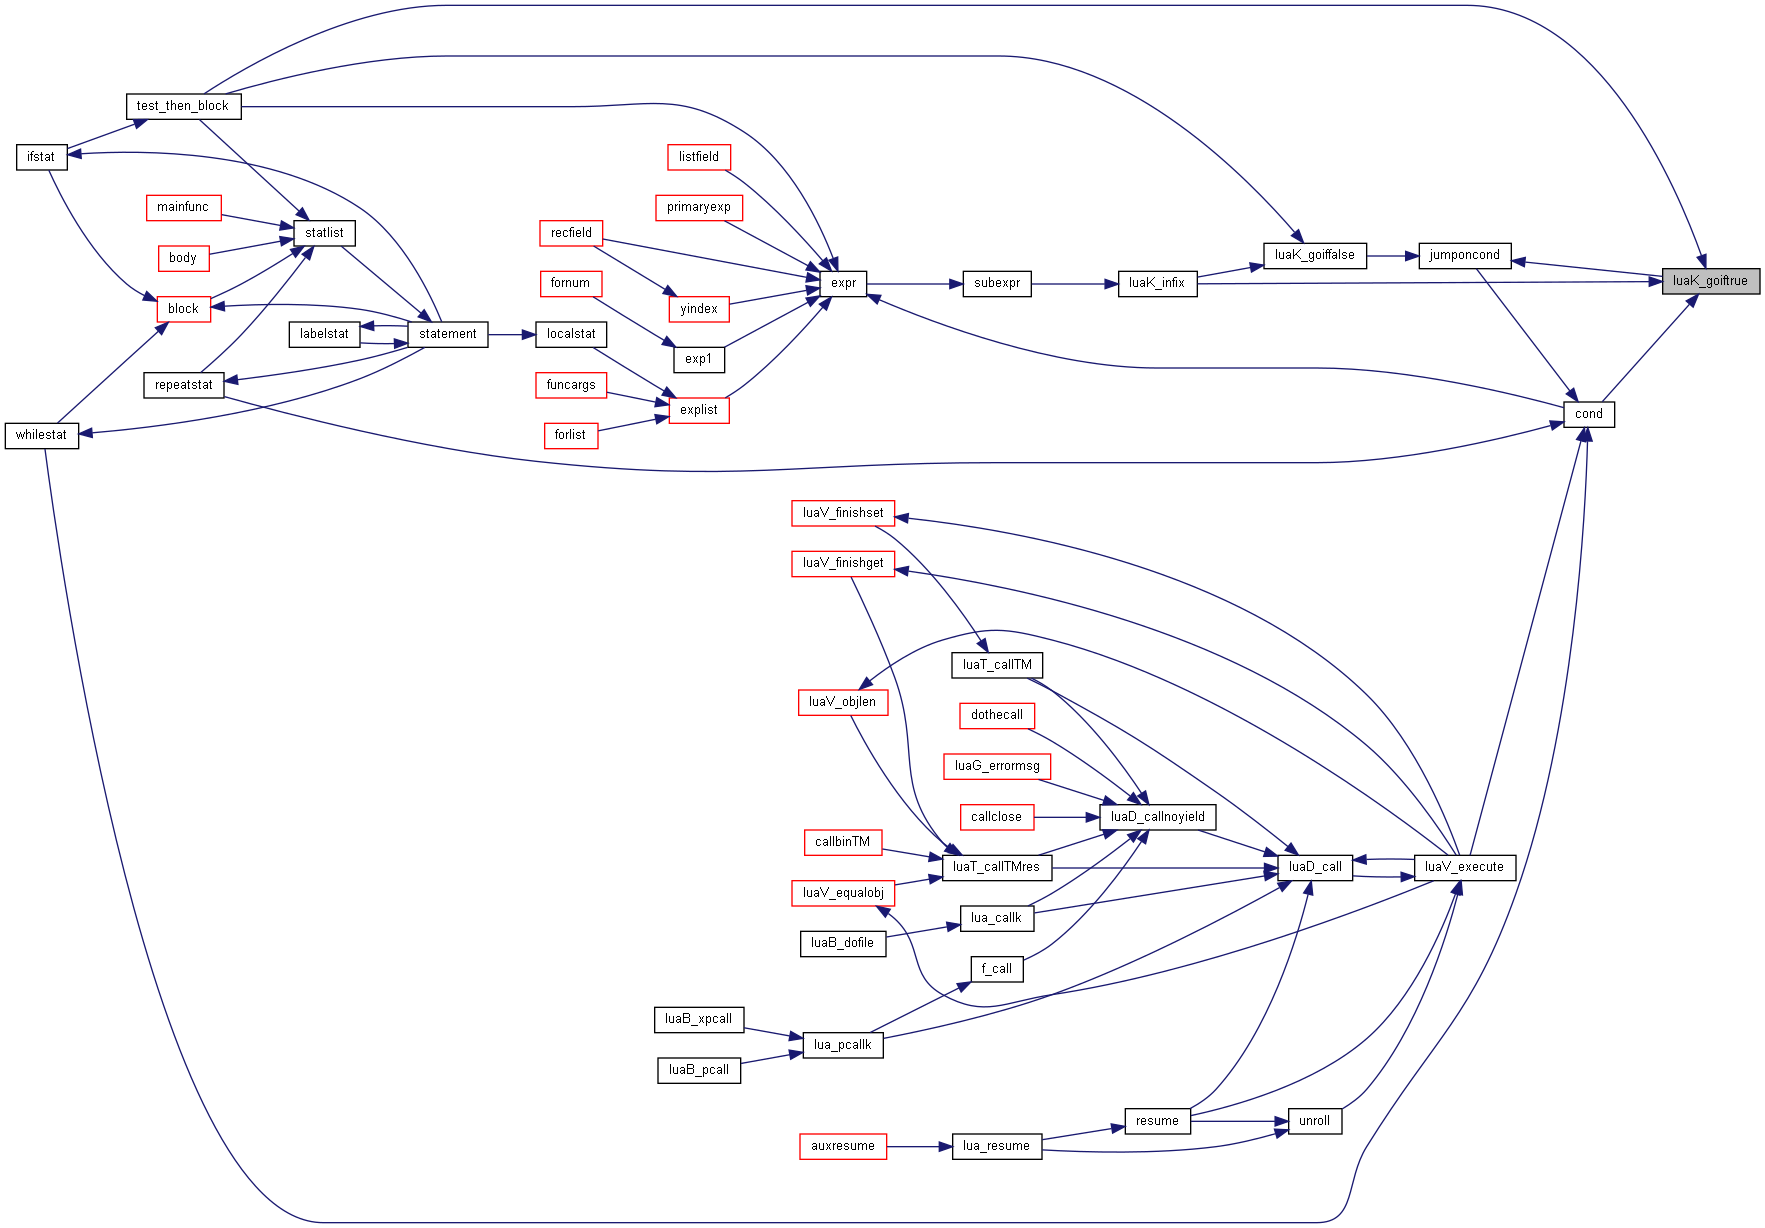 test_then_block
ifstat
listfield
mainfunc
primaryexp
statlist
recfield
body
luaK_goiffalse
jumponcond
expr
subexpr
luaK_infix
luaK_goiftrue
fornum
block
yindex
labelstat
statement
localstat
exp1
repeatstat
funcargs
explist
cond
whilestat
forlist
luaV_finishset
luaV_finishget
luaT_callTM
luaV_objlen
dothecall
luaG_errormsg
callclose
luaD_callnoyield
callbinTM
luaT_callTMres
luaD_call
luaV_execute
luaV_equalobj
lua_callk
luaB_dofile
f_call
luaB_xpcall
lua_pcallk
luaB_pcall
resume
unroll
auxresume
lua_resume